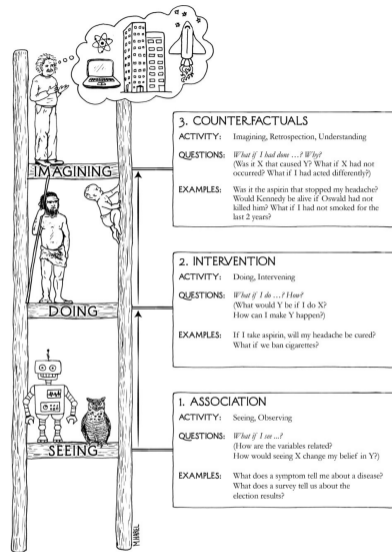 3. COUNTERFACTUALS
ACTIVITY: Imagining, Retrospection, Understanding
QUESTIONS: What if I had done ...? Why?
(Was it X that caused Y? What if X had not
occurred? What if I had acted differently?)
EXAMPLES: Was it the aspirin that stopped my headache?
Would Kennedy be alive if Oswald had not
killed him? What if I had not smoked for the
last 2 years?
IMAGINING
2. INTERVENTION
ACTIVITY: Doing, Intervening
QUESTIONS: What if I do ...? How?
(What would Y be if I do X?
How can I make Y happen?)
EXAMPLES: If I take aspirin, will my headache be cured?
What if we ban cigarettes?
DOING
1. ASSOCIATION
ACTIVITY: Seeing, Observing
QUESTIONS: What if I see ...?
(How are the variables related?
How would seeing X change my belief in Y?)
EXAMPLES: What does a symptom tell me about a disease?
What does a survey tell us about the
election results?
SEEING
M.HAREL